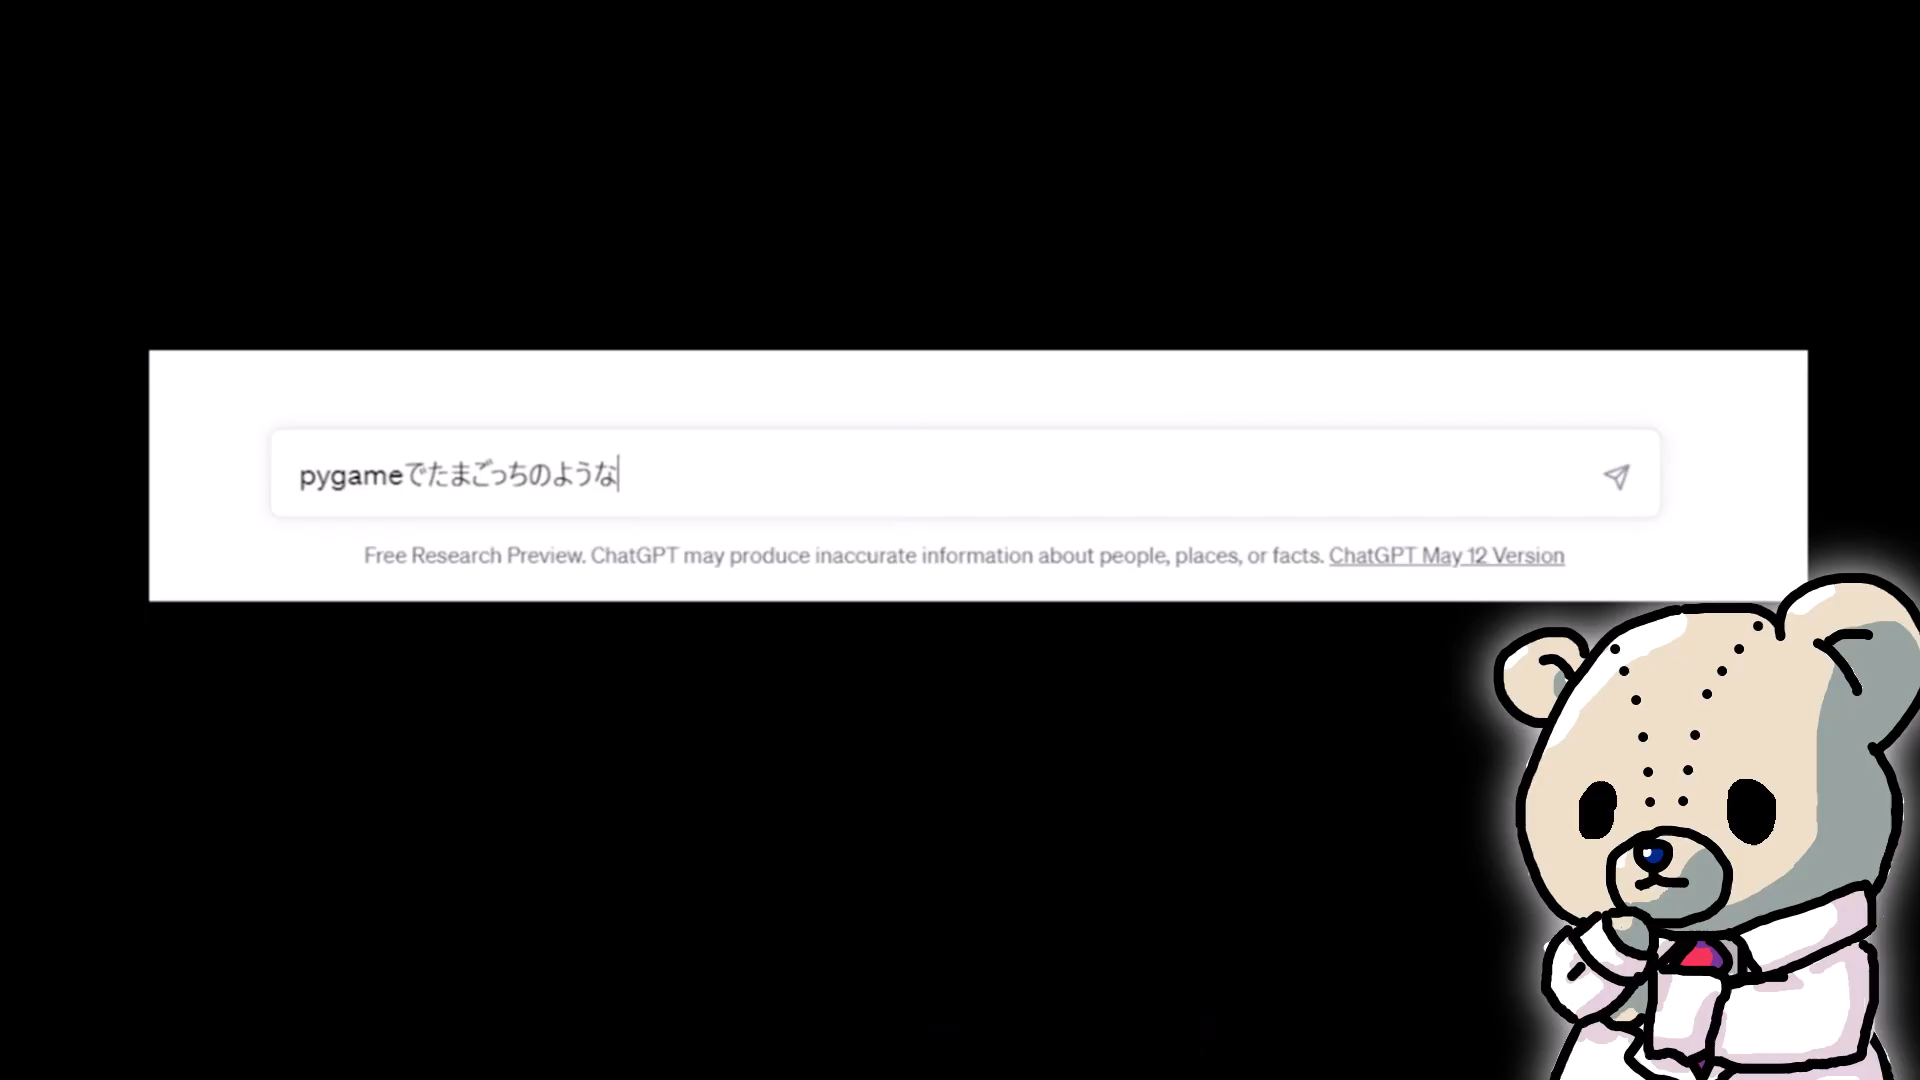 pygameでたまごっちのような
Free Research Preview. ChatGPT may produce inaccurate information about people, places, or facts. ChatGPT May 12 Version